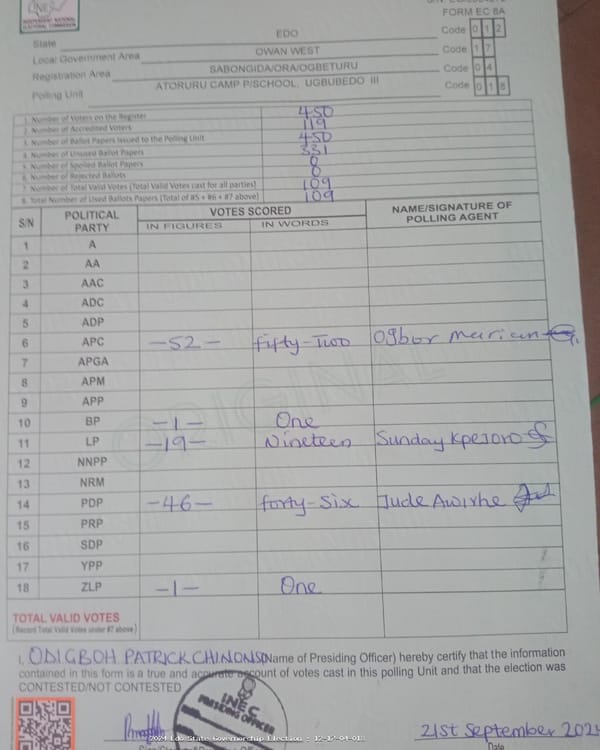 INEC
INDEPENDENT NATIONAL
ELECTORAL COMMISSION
FORM EC 8A
State EDO Code 0 1 2
Local Government Area OWAN WEST Code 1 7
Registration Area SABONGIDA/ORA/OGBETURU Code 0 4
Polling Unit ATORURU CAMP P/SCHOOL, UGBUBEDO III Code 0 1 8
1. Number of Voters on the Register 450
2. Number of Accredited Voters 119
3. Number of Ballot Papers Issued to the Polling Unit 450
4. Number of Unused Ballot Papers 331
5. Number of Spoiled Ballot Papers 0
6. Number of Rejected Ballots 0
7. Number of Total Valid Votes (Total Valid Votes cast for all parties) 109
8. Total Number of Used Ballots Papers (Total of #5 + #6 + #7 above) 109
S/N POLITICAL PARTY VOTES SCORED NAME/SIGNATURE OF POLLING AGENT
IN FIGURES IN WORDS
1 A
2 AA
3 AAC
4 ADC
5 ADP
6 APC -52- fifty-Two Ogbor marian
7 APGA
8 APM
9 APP
10 BP -1- One
11 LP -19- Nineteen Sunday Kpesoro
12 NNPP
13 NRM
14 PDP -46- forty-Six Jude Awirhe
15 PRP
16 SDP
17 YPP
18 ZLP -1- One
ORIGINAL
TOTAL VALID VOTES
(Record Total Valid Votes under #7 above)
I, ODIGBOH PATRICK CHINONSO (Name of Presiding Officer) hereby certify that the information
contained in this form is a true and accurate account of votes cast in this polling Unit and that the election was
CONTESTED/NOT CONTESTED
INEC
PRESIDING OFFICER
21st September 202
2024 Edo State Governorship Election
Date